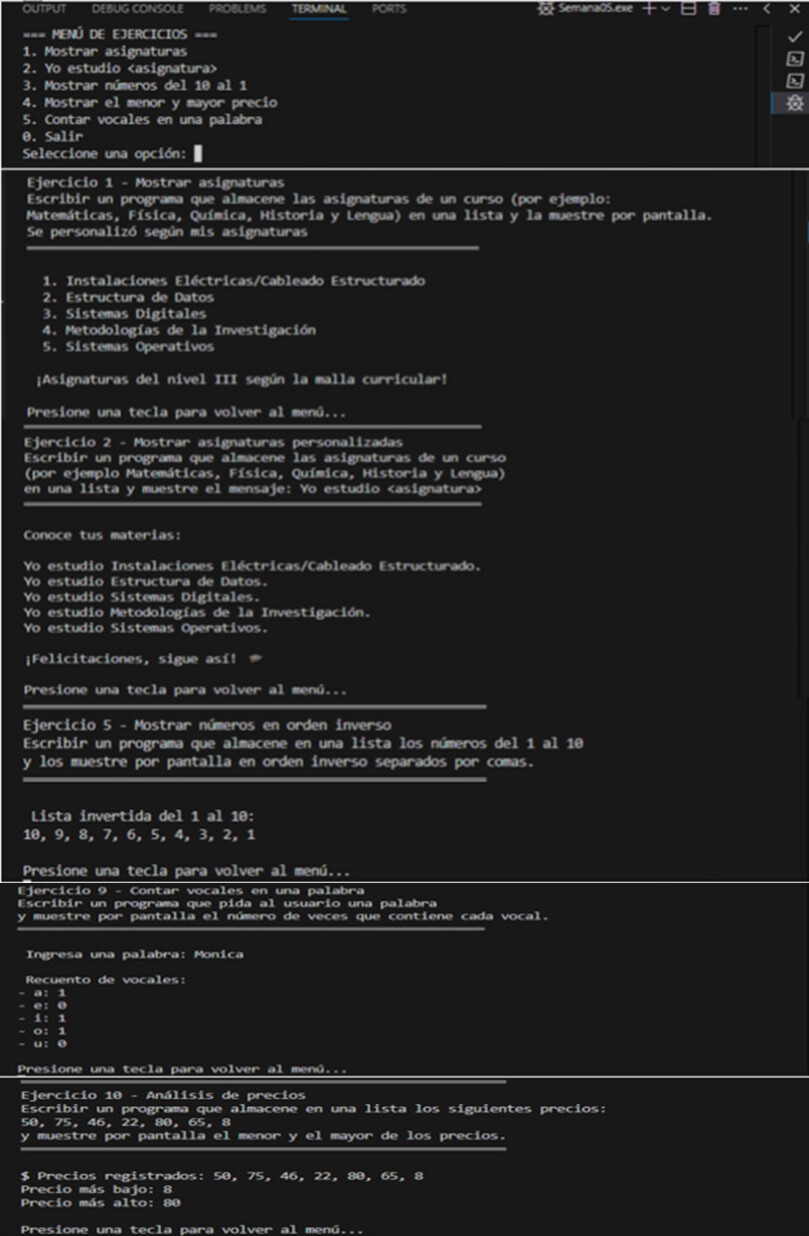 OUTPUT DEBUG CONSOLE PROBLEMS TERMINAL PORTS Semana05.exe
=== MENÚ DE EJERCICIOS ===
1. Mostrar asignaturas
2. Yo estudio <asignatura>
3. Mostrar números del 10 al 1
4. Mostrar el menor y mayor precio
5. Contar vocales en una palabra
0. Salir
Seleccione una opción:
Ejercicio 1 - Mostrar asignaturas
Escribir un programa que almacene las asignaturas de un curso (por ejemplo:
Matemáticas, Física, Química, Historia y Lengua) en una lista y la muestre por pantalla.
Se personalizó según mis asignaturas
1. Instalaciones Eléctricas/Cableado Estructurado
2. Estructura de Datos
3. Sistemas Digitales
4. Metodologías de la Investigación
5. Sistemas Operativos
¡Asignaturas del nivel III según la malla curricular!
Presione una tecla para volver al menú...
Ejercicio 2 - Mostrar asignaturas personalizadas
Escribir un programa que almacene las asignaturas de un curso
(por ejemplo Matemáticas, Física, Química, Historia y Lengua)
en una lista y muestre el mensaje: Yo estudio <asignatura>
Conoce tus materias:
Yo estudio Instalaciones Eléctricas/Cableado Estructurado.
Yo estudio Estructura de Datos.
Yo estudio Sistemas Digitales.
Yo estudio Metodologías de la Investigación.
Yo estudio Sistemas Operativos.
¡Felicitaciones, sigue así!
Presione una tecla para volver al menú...
Ejercicio 5 - Mostrar números en orden inverso
Escribir un programa que almacene en una lista los números del 1 al 10
y los muestre por pantalla en orden inverso separados por comas.
Lista invertida del 1 al 10:
10, 9, 8, 7, 6, 5, 4, 3, 2, 1
Presione una tecla para volver al menú...
Ejercicio 9 - Contar vocales en una palabra
Escribir un programa que pida al usuario una palabra
y muestre por pantalla el número de veces que contiene cada vocal.
Ingresa una palabra: Monica
Recuento de vocales:
- a: 1
- e: 0
- i: 1
- o: 1
- u: 0
Presione una tecla para volver al menú...
Ejercicio 10 - Análisis de precios
Escribir un programa que almacene en una lista los siguientes precios:
50, 75, 46, 22, 80, 65, 8
y muestre por pantalla el menor y el mayor de los precios.
$ Precios registrados: 50, 75, 46, 22, 80, 65, 8
Precio más bajo: 8
Precio más alto: 80
Presione una tecla para volver al menú...